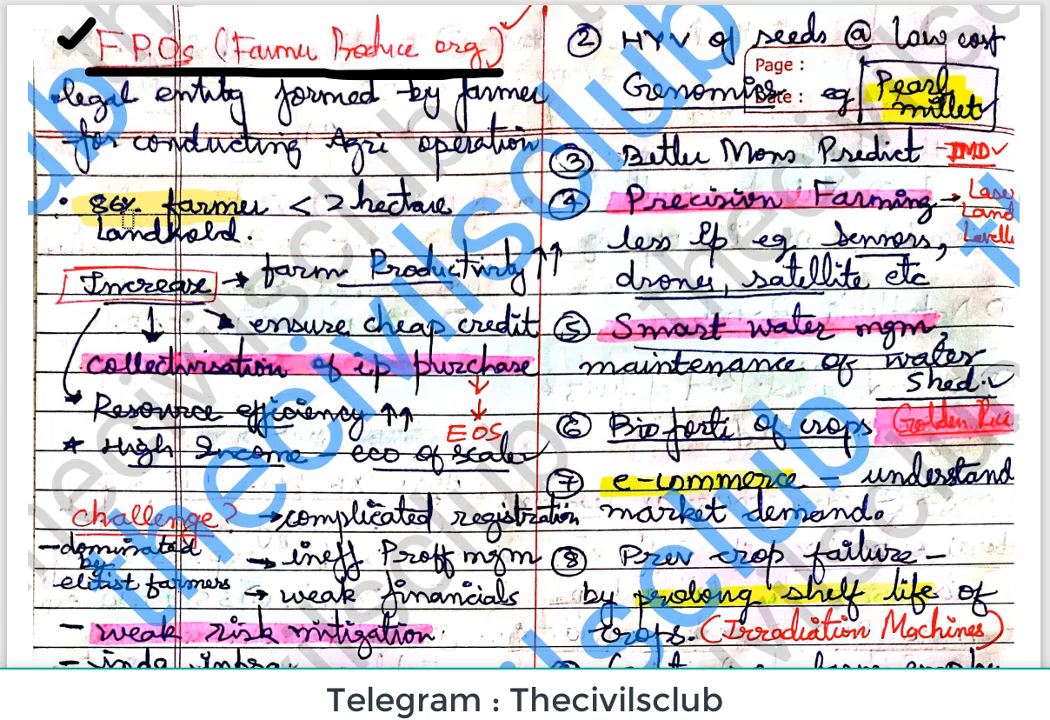 ✓ F.P.Os (Farmer Produce org)
legal entity formed by farmer
for conducting Agri operation
• 86% farmer < 2 hectare
Landhold.
Increase → farm Productivity ↑↑
→ ensure cheap credit
collectivisation of i/p purchase
→ Resource efficiency ↑↑
EOS
* High Income - eco of scale
Challenge? → complicated registration
- dominated by elitist farmers
→ ineff Proff mgm
→ weak financials
- weak risk mitigation
② HYV of seeds @ low cost
Page :
Date :
Genomics eg Pearl millet
③ Better Mons Predict - IMD ✓
④ Precision Farming → Laser Land Levelle
less i/p eg sensors,
drones, satellite etc
⑤ Smart water mgm,
maintenance of water
shed. ✓
⑥ Bioforti of crops Golden Rice
⑦ e-commerce - understand
market demand.
⑧ Prev crop failure -
by prolong shelf life of
crops. (Irradiation Machines)
thecivilsclub
Telegram : Thecivilsclub